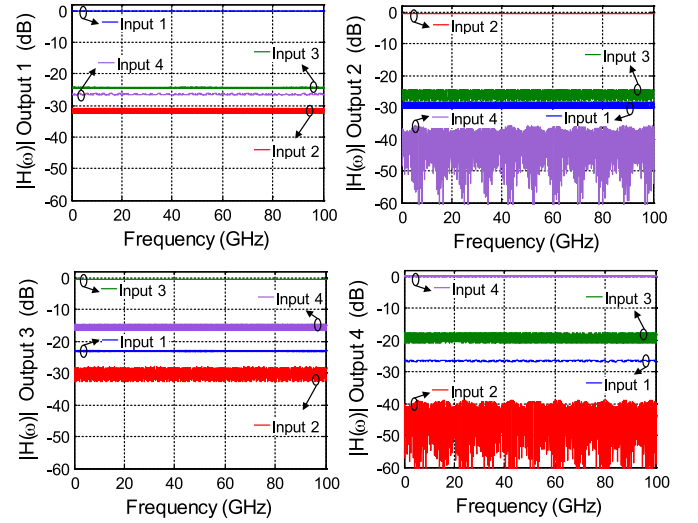 |H(ω)| Output 1 (dB)
0
-10
-20
-30
-40
-50
-60
0 20 40 60 80 100
Frequency (GHz)
Input 1
Input 3
Input 4
Input 2
|H(ω)| Output 2 (dB)
0
-10
-20
-30
-40
-50
-60
0 20 40 60 80 100
Frequency (GHz)
Input 2
Input 3
Input 4
Input 1
|H(ω)| Output 3 (dB)
0
-10
-20
-30
-40
-50
-60
0 20 40 60 80 100
Frequency (GHz)
Input 3
Input 4
Input 1
Input 2
|H(ω)| Output 4 (dB)
0
-10
-20
-30
-40
-50
-60
0 20 40 60 80 100
Frequency (GHz)
Input 4
Input 3
Input 2
Input 1